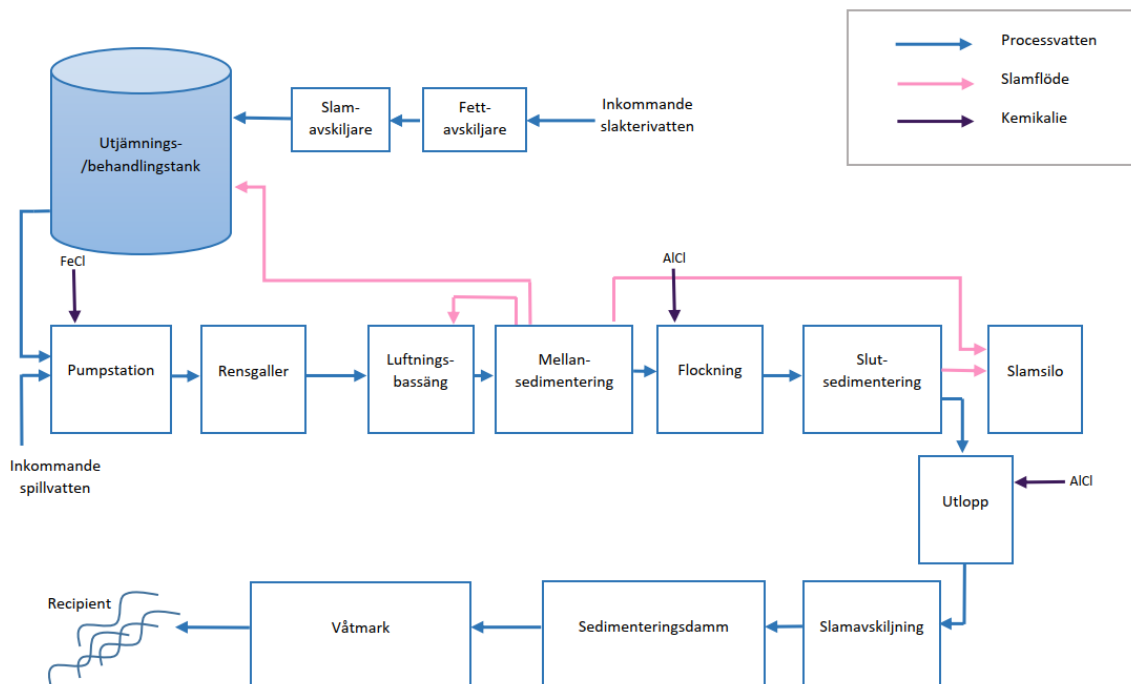 Processvatten
Slamflöde
Kemikalie
Utjämnings-
/behandlingstank
Slam-
avskiljare
Fett-
avskiljare
Inkommande
slakterivatten
FeCl
AlCl
Pumpstation
Rensgaller
Luftnings-
bassäng
Mellan-
sedimentering
Flockning
Slut-
sedimentering
Slamsilo
Inkommande
spillvatten
Utlopp
AlCl
Recipient
Våtmark
Sedimenteringsdamm
Slamavskiljning